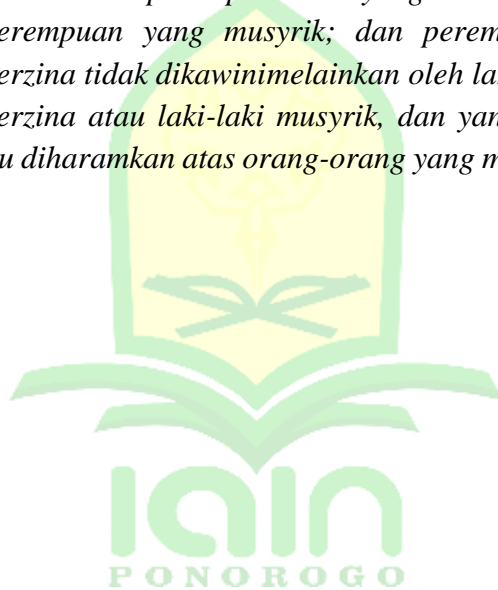 erempuan yang musyrik; dan perem
erzina tidak dikawinimelainkan oleh la
erzina atau laki-laki musyrik, dan yan
u diharamkan atas orang-orang yang m
iain
PONOROGO